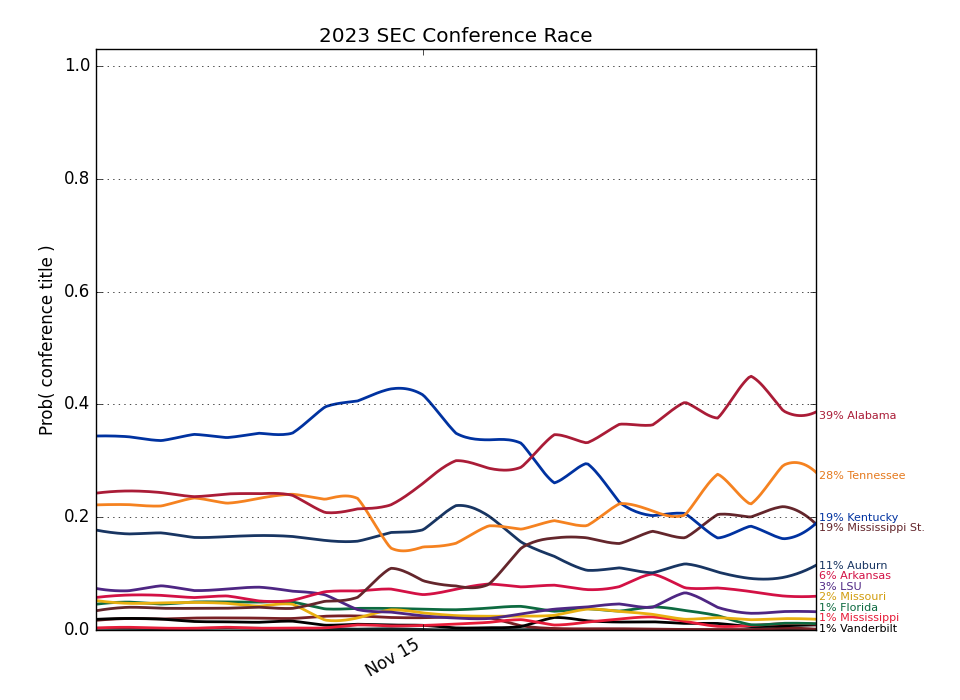 2023 SEC Conference Race
Prob( conference title )
1.0
0.8
0.6
0.4
0.2
0.0
Nov 15
39% Alabama
28% Tennessee
19% Kentucky
19% Mississippi St.
11% Auburn
6% Arkansas
3% LSU
2% Missouri
1% Florida
1% Mississippi
1% Vanderbilt